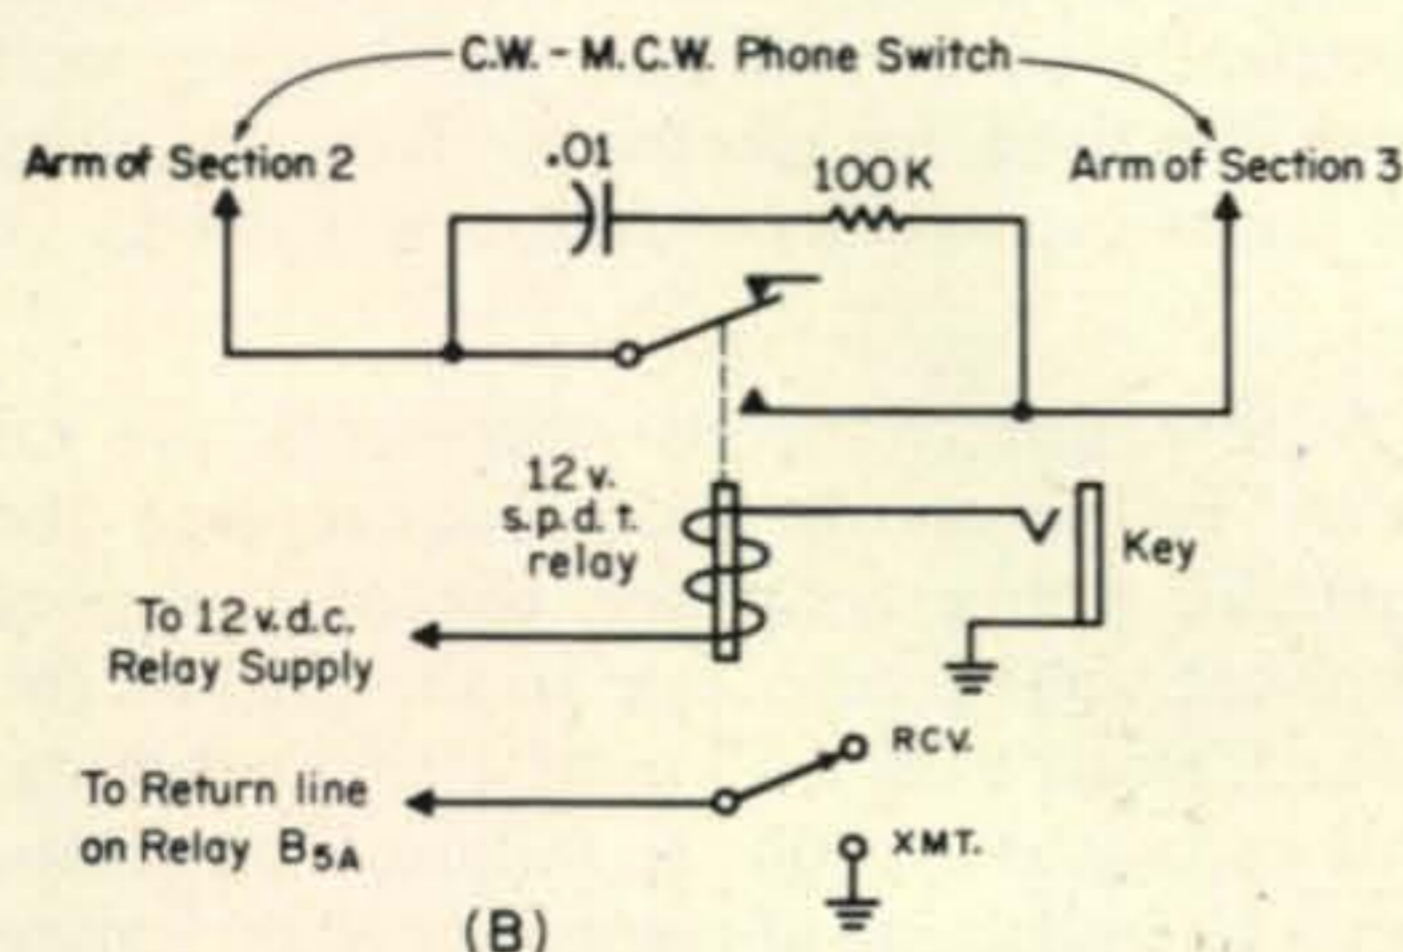 C.W. - M.C.W. Phone Switch
Arm of Section 2
.01
100 K
Arm of Section 3
12 v.
s.p.d.t.
relay
Key
To 12 v.d.c.
Relay Supply
RCV.
To Return line
on Relay B5A
XMT.
(B)